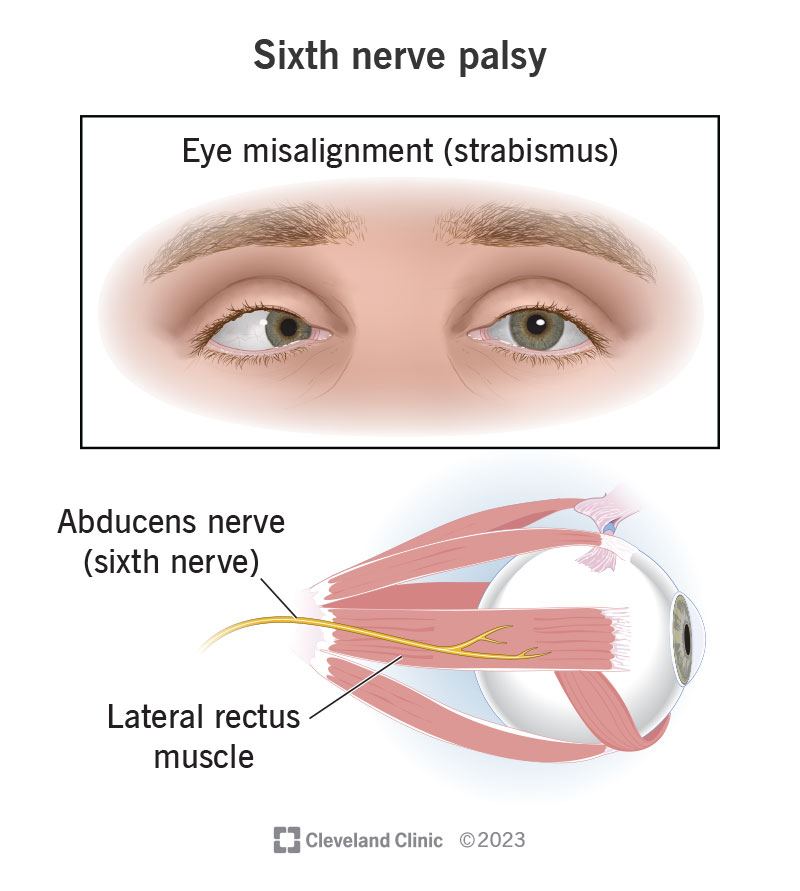 Sixth nerve palsy
Eye misalignment (strabismus)
Abducens nerve
(sixth nerve)
Lateral rectus
muscle
Cleveland Clinic ©2023